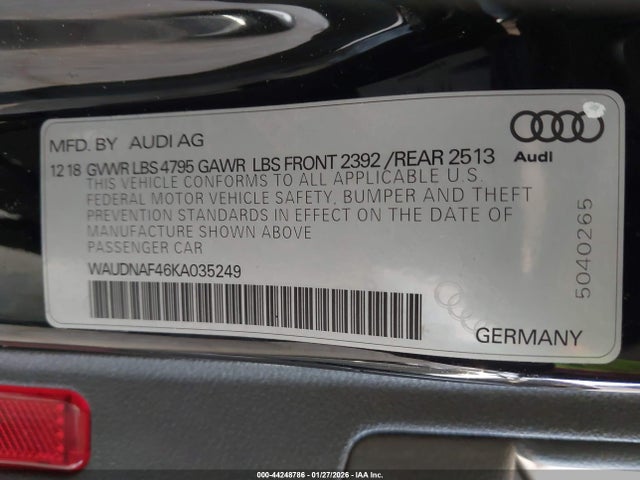 MFD. BY AUDI AG
12 18 GVWR LBS 4795 GAWR LBS FRONT 2392 /REAR 2513
Audi
THIS VEHICLE CONFORMS TO ALL APPLICABLE U S.
FEDERAL MOTOR VEHICLE SAFETY, BUMPER AND THEFT
PREVENTION STANDARDS IN EFFECT ON THE DATE OF
MANUFACTURE SHOWN ABOVE
PASSENGER CAR
WAUDNAF46KA035249
5040265
GERMANY
000-44248786 - 01/27/2026 - IAA Inc.